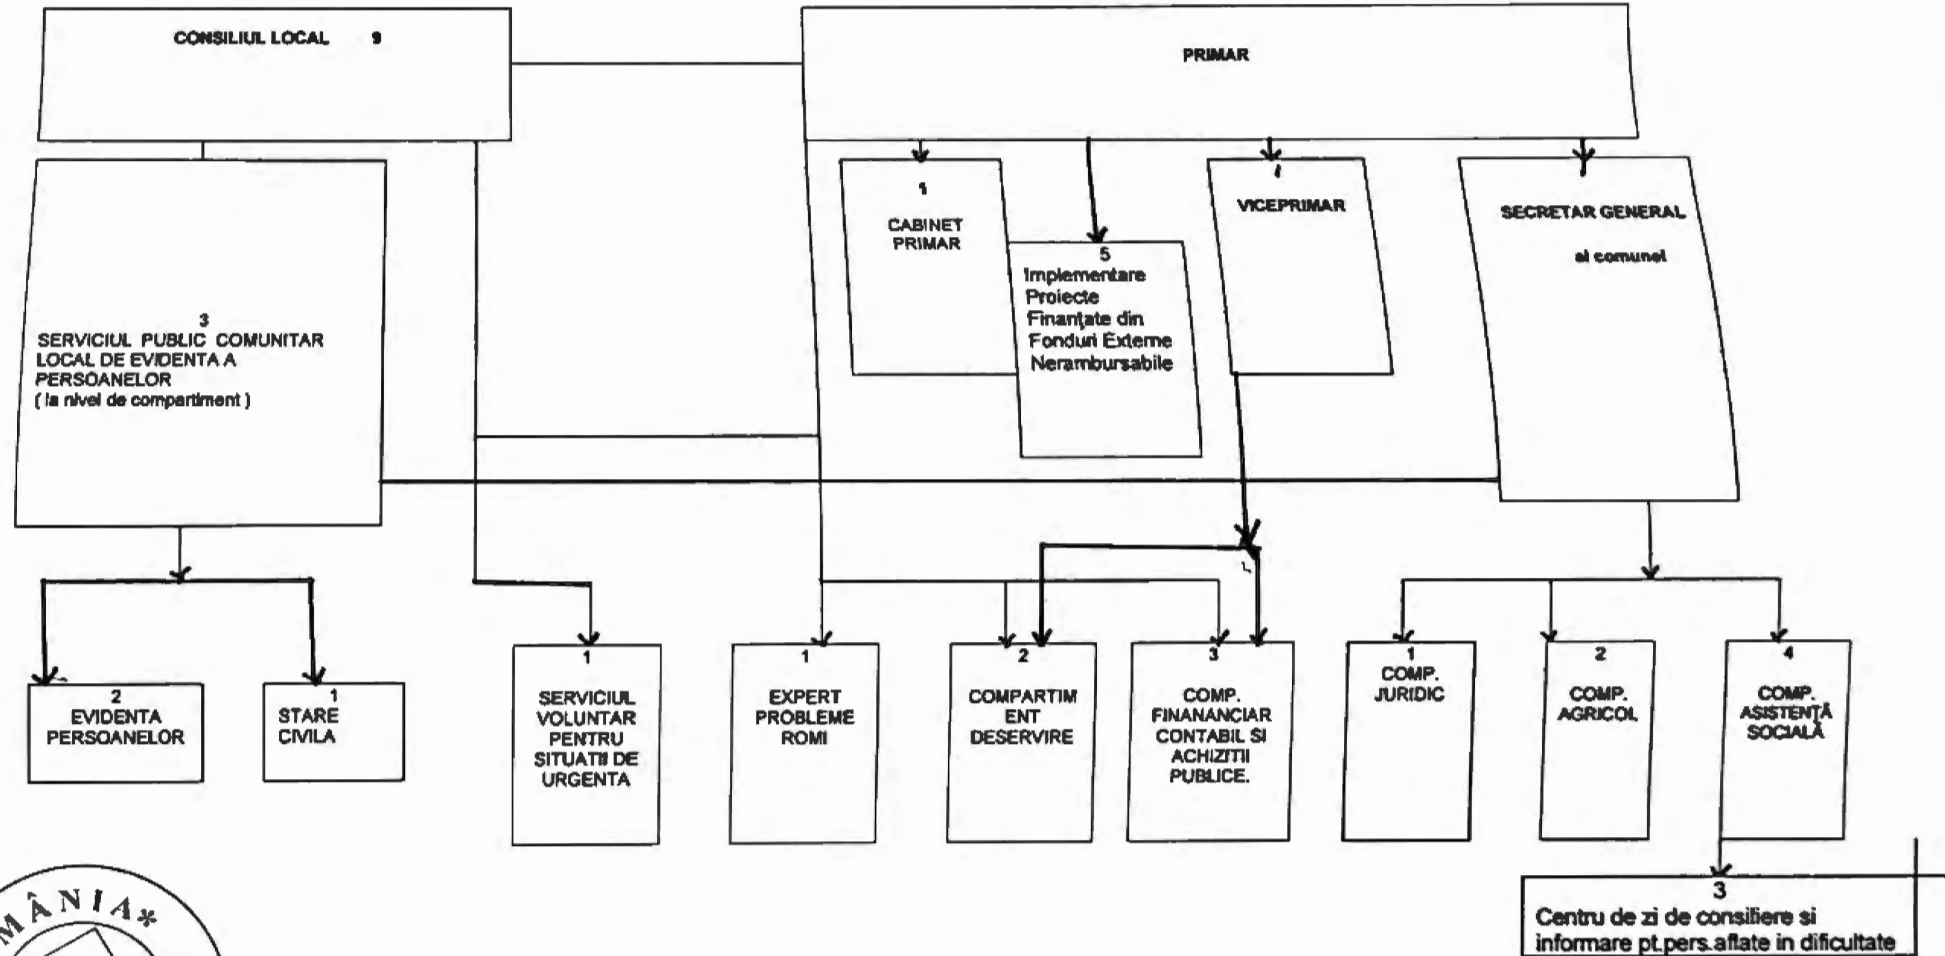 CONSILIUL LOCAL 9
PRIMAR
1
CABINET
PRIMAR
5
Implementare
Proiecte
Finanţate din
Fonduri Externe
Nerambursabile
VICEPRIMAR
SECRETAR GENERAL
al comunei
3
SERVICIUL PUBLIC COMUNITAR
LOCAL DE EVIDENTA A
PERSOANELOR
( la nivel de compartiment )
2
EVIDENTA
PERSOANELOR
1
STARE
CIVILA
1
SERVICIUL
VOLUNTAR
PENTRU
SITUATII DE
URGENTA
1
EXPERT
PROBLEME
ROMI
2
COMPARTIM
ENT
DESERVIRE
3
COMP.
FINANANCIAR
CONTABIL SI
ACHIZITII
PUBLICE.
1
COMP.
JURIDIC
2
COMP.
AGRICOL
4
COMP.
ASISTENŢĂ
SOCIALĂ
3
Centru de zi de consiliere si
informare pt.pers.aflate in dificultate